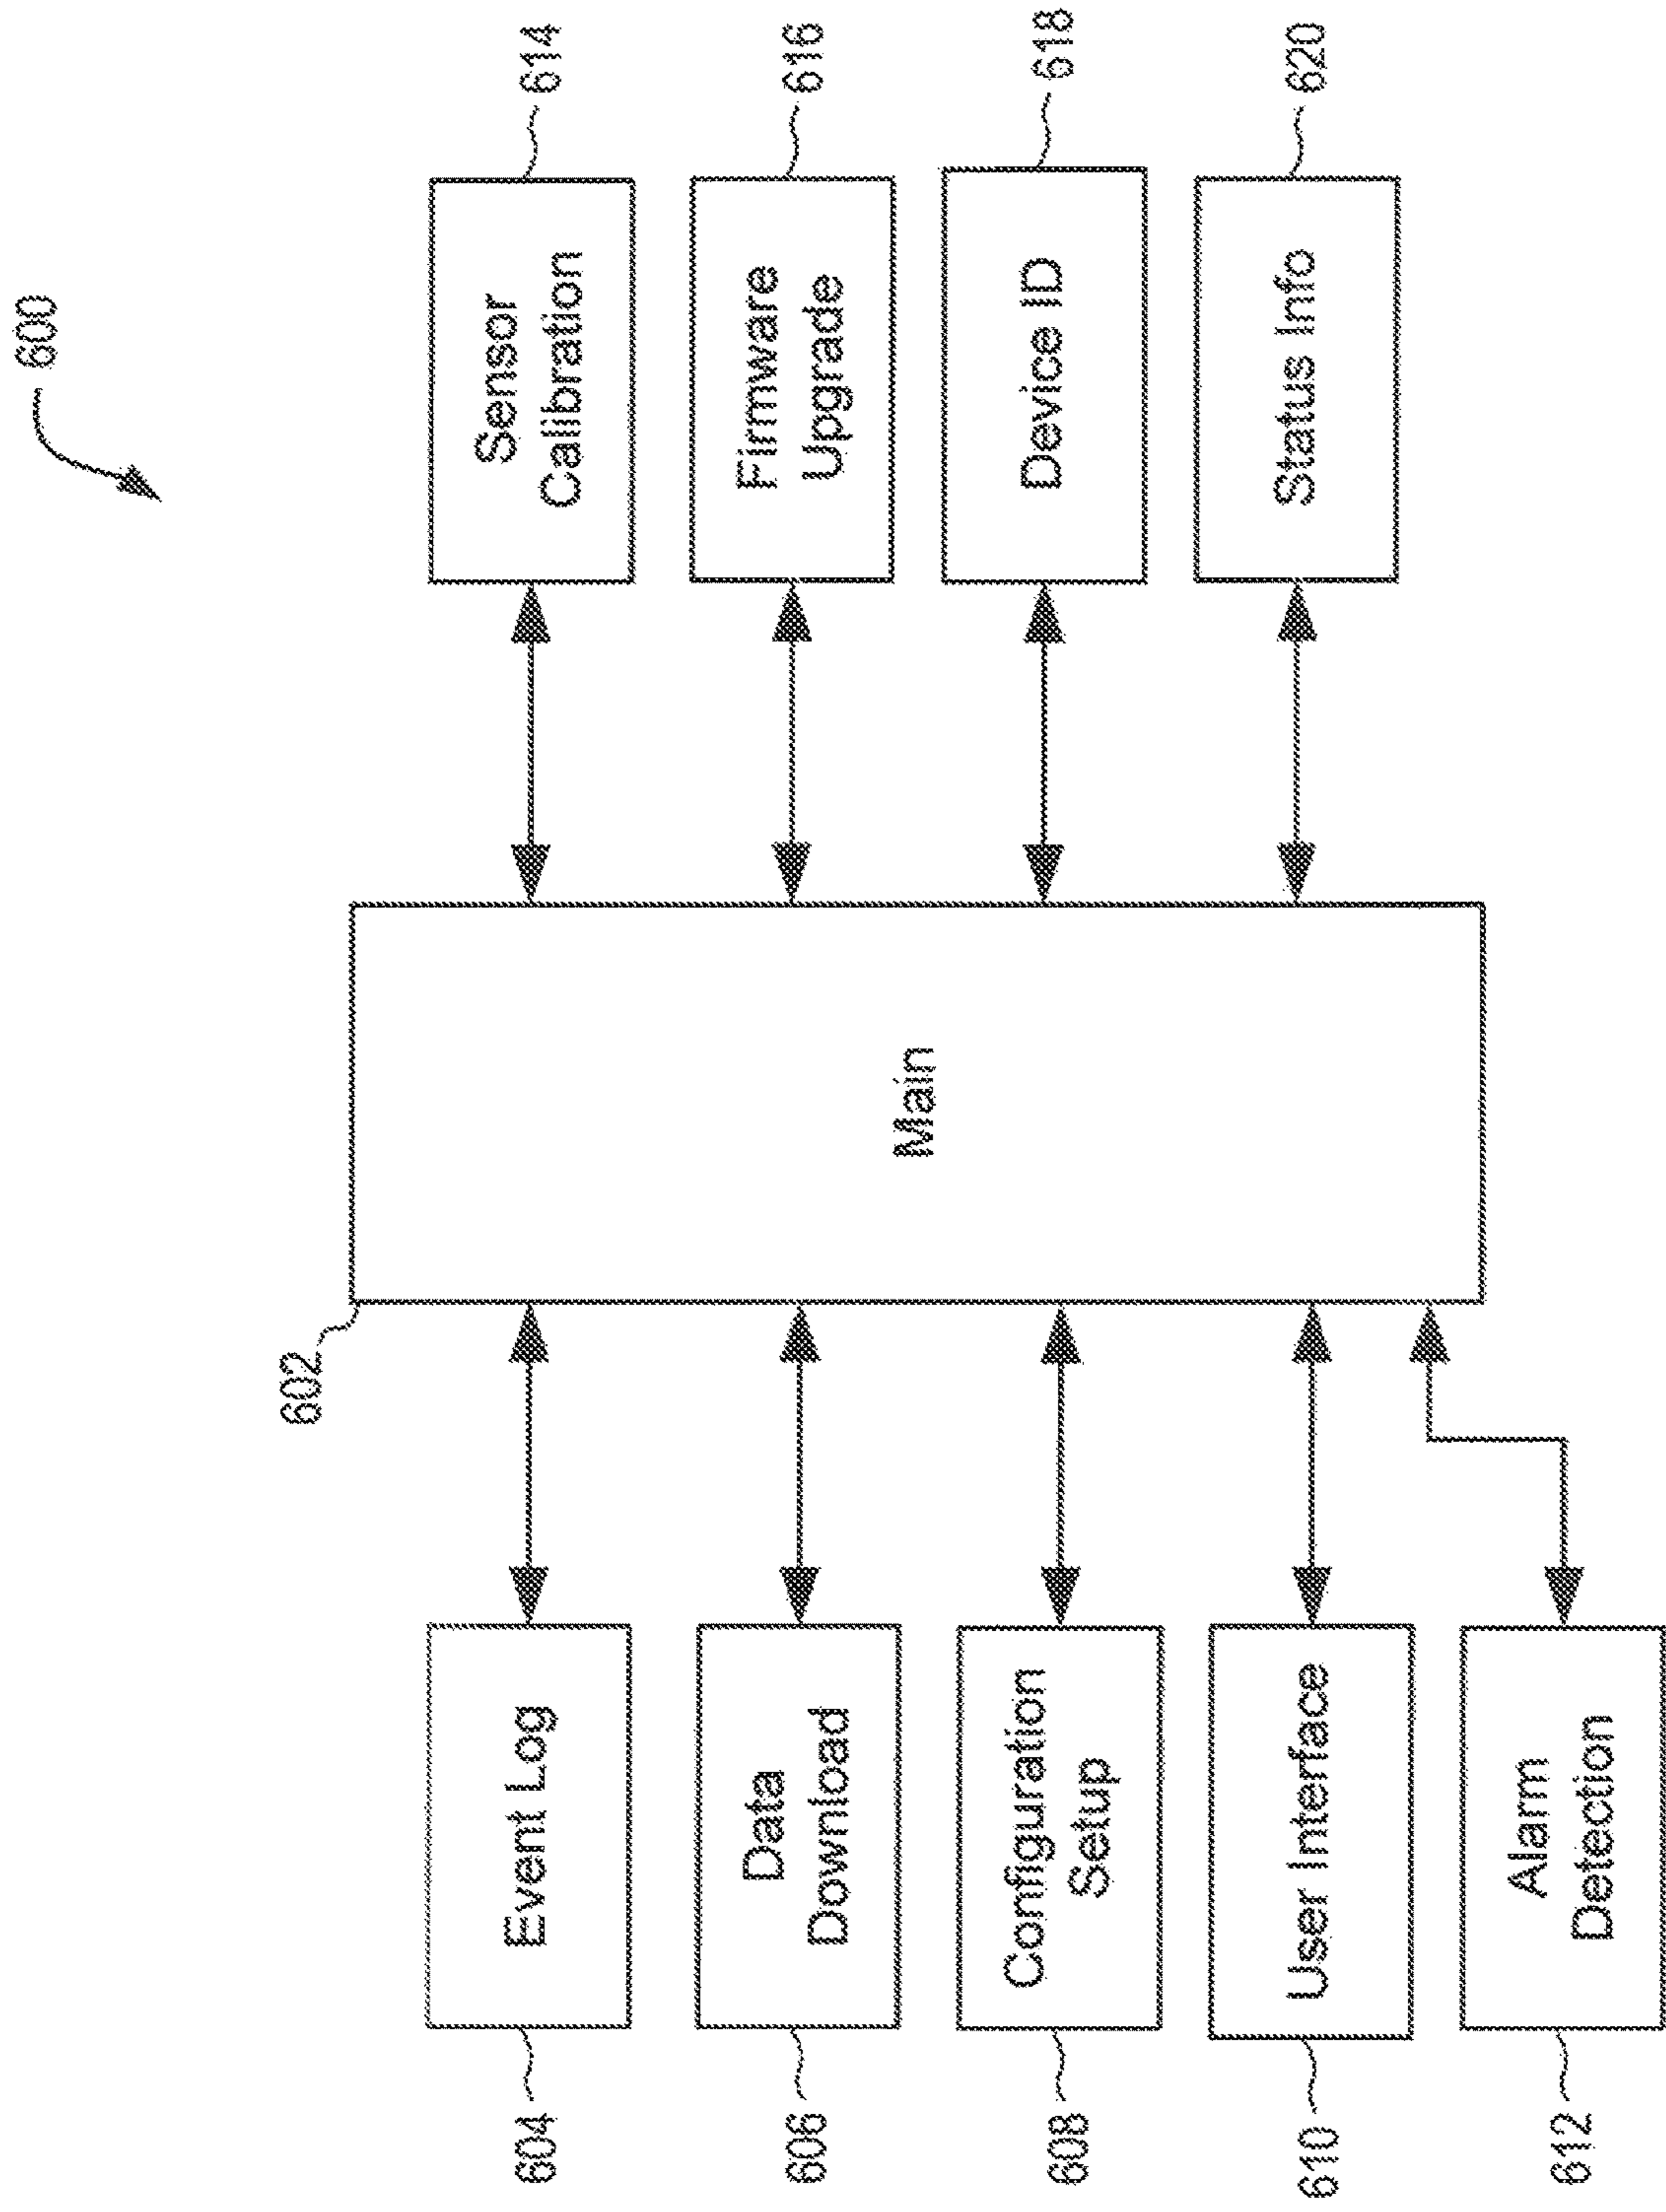 600
602
Main
604
Event Log
606
Data
Download
608
Configuration
Setup
610
User Interface
612
Alarm
Detection
Sensor
Calibration
614
Firmware
Upgrade
616
Device ID
618
Status Info
620